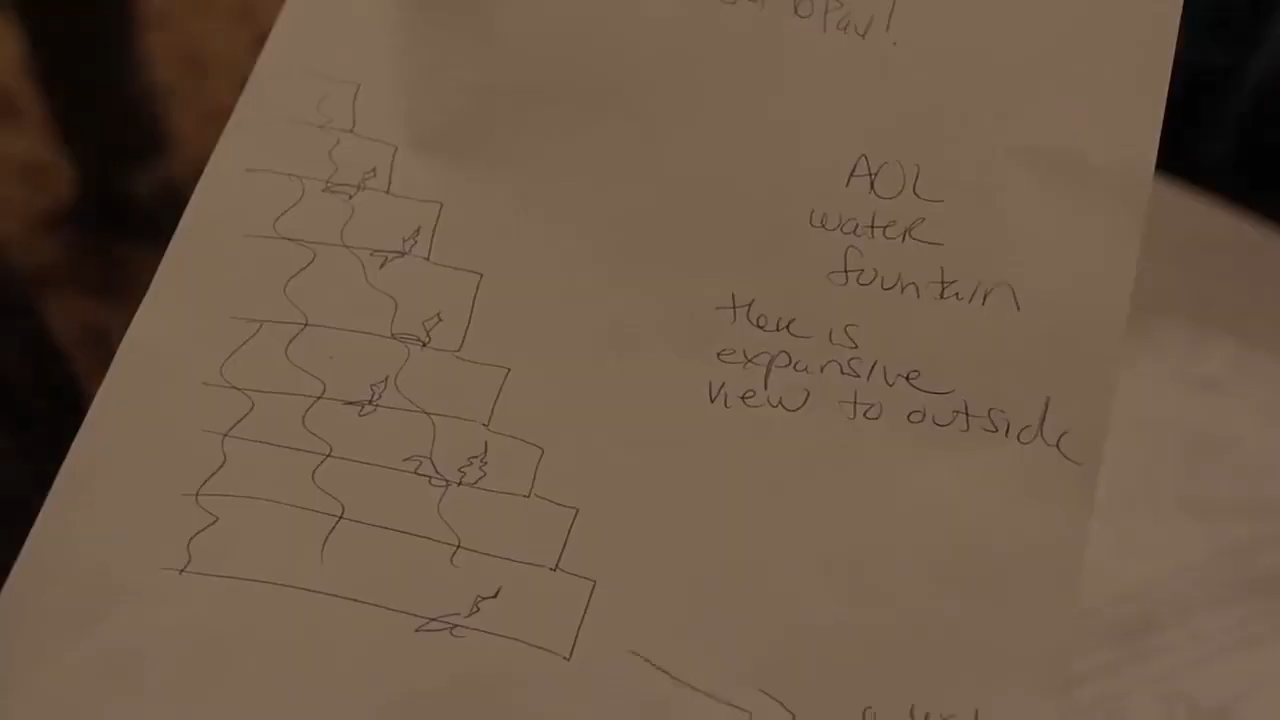 AOL
water
fountain
there is
expansive
view to outside